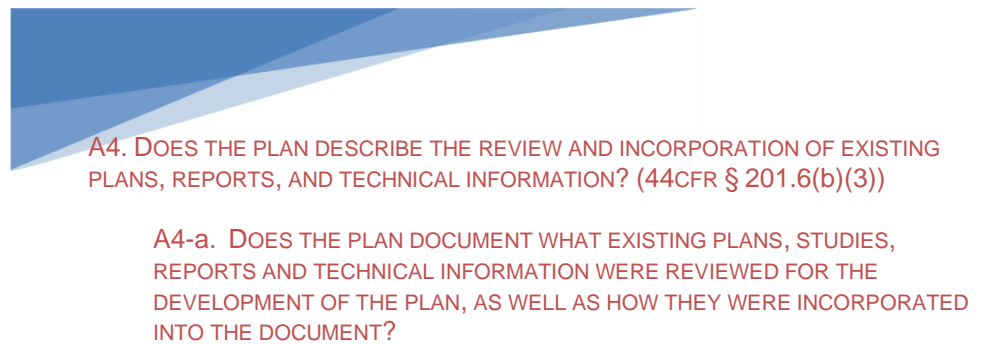 A4. DOES THE PLAN DESCRIBE THE REVIEW AND INCORPORATION OF EXISTING
PLANS, REPORTS, AND TECHNICAL INFORMATION? (44CFR § 201.6(b)(3))
A4-a. DOES THE PLAN DOCUMENT WHAT EXISTING PLANS, STUDIES,
REPORTS AND TECHNICAL INFORMATION WERE REVIEWED FOR THE
DEVELOPMENT OF THE PLAN, AS WELL AS HOW THEY WERE INCORPORATED
INTO THE DOCUMENT?